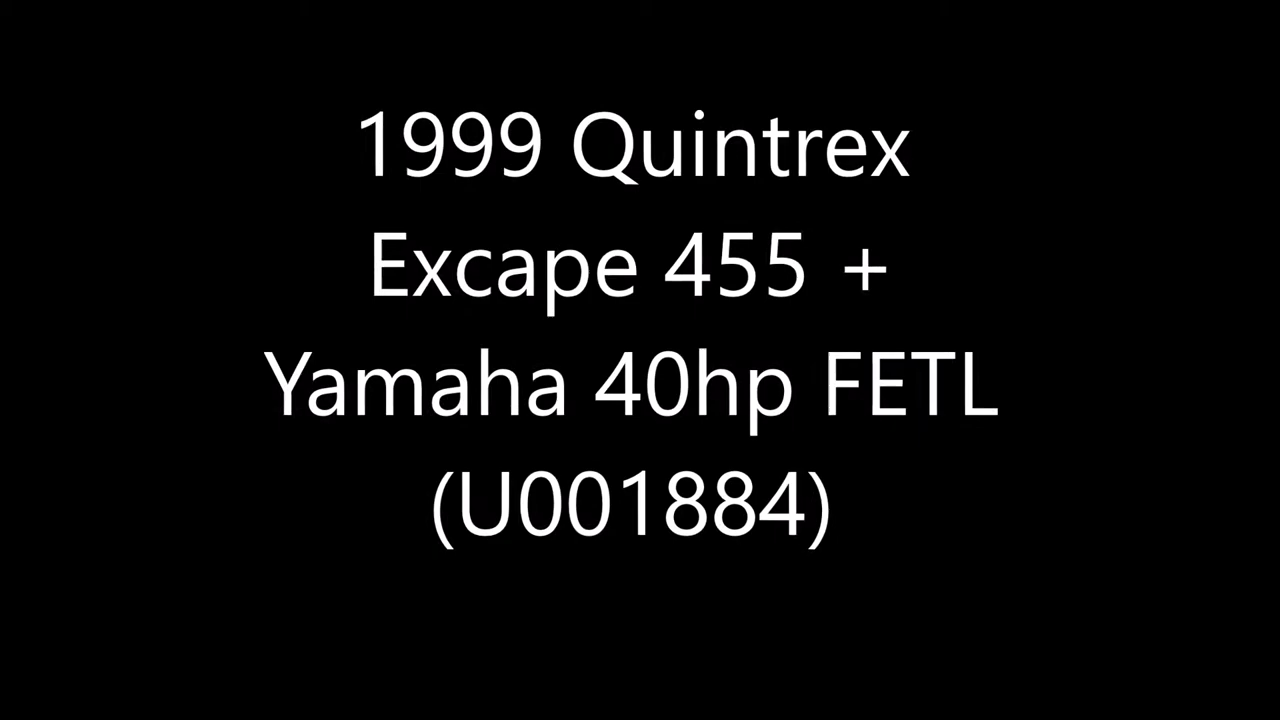 1999 Quintrex
Excape 455 +
Yamaha 40hp FETL
(U001884)